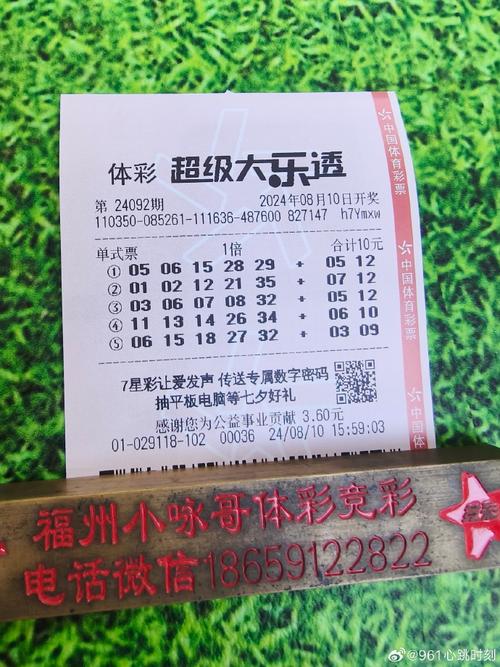 体彩 超级大乐透
第 24092期 2024年08月10日开奖
110350-085261-111636-487600 827147 h7Ymxw
单式票 1倍 合计10元
① 05 06 15 28 29 + 05 12
② 01 02 12 21 35 + 07 12
③ 03 06 07 08 32 + 05 12
④ 11 13 14 26 34 + 06 10
⑤ 06 15 18 27 32 + 03 09
7星彩让爱发声 传送专属数字密码
抽平板电脑等七夕好礼
感谢您为公益事业贡献 3.60元
01-029118-102 00036 24/08/10 15:59:03
中国体育彩票
中国体育彩票
中国体育彩票
福州小咏哥体彩竞彩
电话微信18659122822
@961心跳时刻